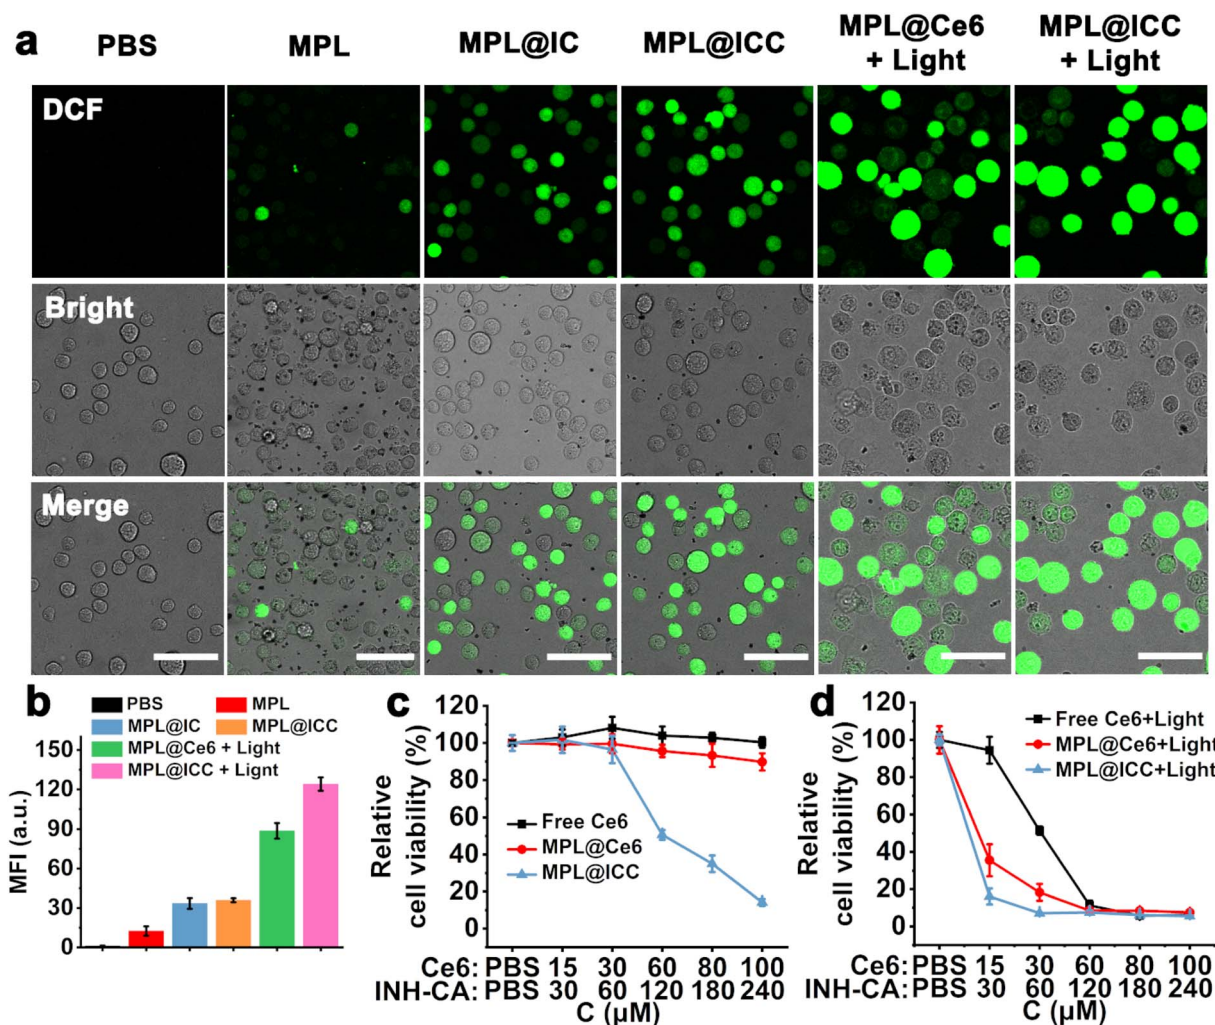 a
PBS
MPL
MPL@IC
MPL@ICC
MPL@Ce6
+ Light
MPL@ICC
+ Light
DCF
Bright
Merge
b
PBS
MPL
MPL@IC
MPL@ICC
MPL@Ce6 + Light
MPL@ICC + Lignt
MFI (a.u.)
150
120
90
60
30
0
c
Relative
cell viability (%)
120
100
80
60
40
20
0
Free Ce6
MPL@Ce6
MPL@ICC
Ce6: PBS 15 30 60 80 100
INH-CA: PBS 30 60 120 180 240
C (μM)
d
Relative
cell viability (%)
120
100
80
60
40
20
0
Free Ce6+Light
MPL@Ce6+Light
MPL@ICC+Light
Ce6: PBS 15 30 60 80 100
INH-CA: PBS 30 60 120 180 240
C (μM)